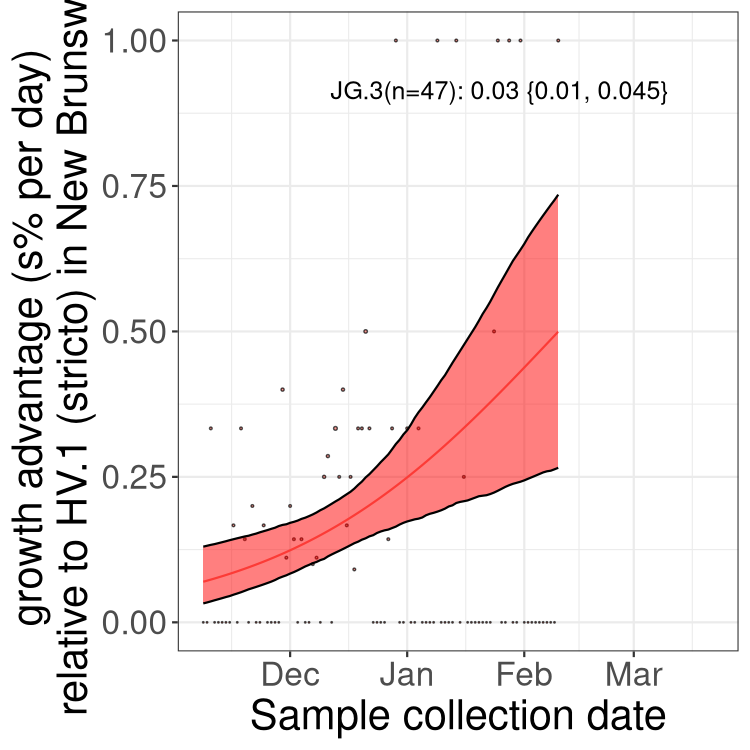 growth advantage (s% per day)
relative to HV.1 (stricto) in New Brunsw
1.00
0.75
0.50
0.25
0.00
JG.3(n=47): 0.03 {0.01, 0.045}
Dec Jan Feb Mar
Sample collection date